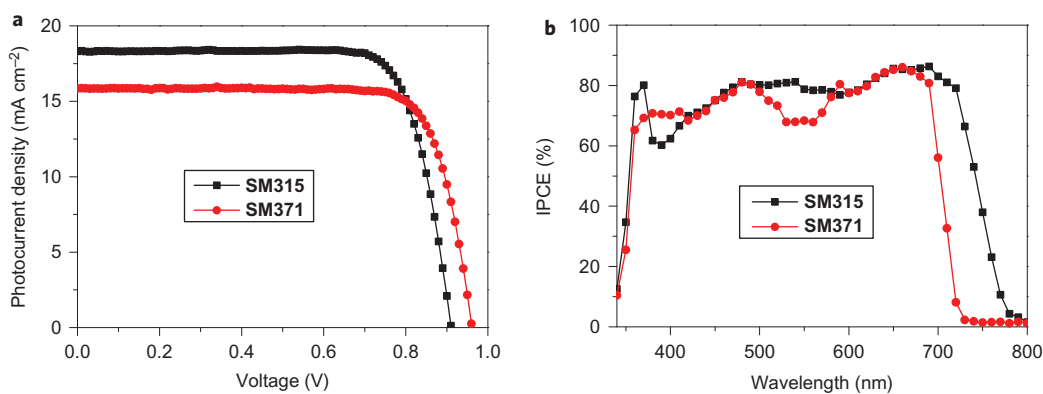 a
Photocurrent density (mA cm⁻²)
20
15
10
5
0
SM315
SM371
0.0 0.2 0.4 0.6 0.8 1.0
Voltage (V)
b
IPCE (%)
100
80
60
40
20
0
SM315
SM371
400 500 600 700 800
Wavelength (nm)